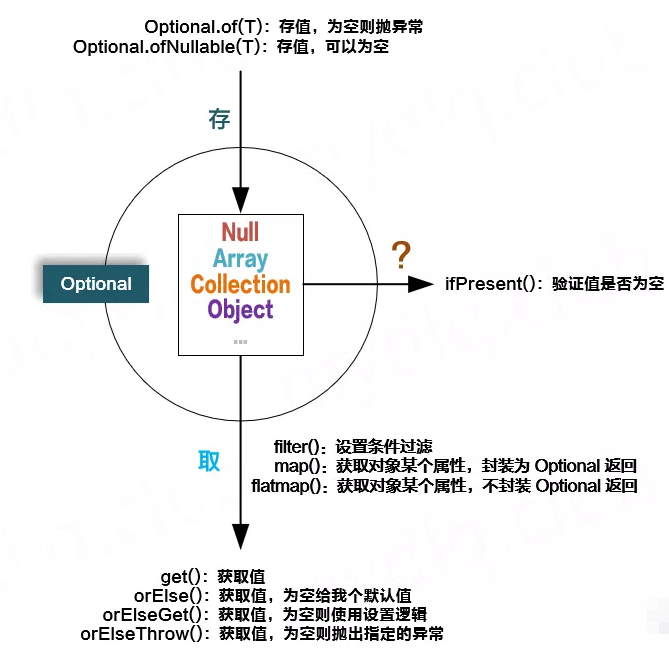 Optional.of(T)：存值，为空则抛异常
Optional.ofNullable(T)：存值，可以为空
存
Null
Array
Collection
Object
...
Optional
?
ifPresent()：验证值是否为空
取
filter()：设置条件过滤
map()：获取对象某个属性，封装为 Optional 返回
flatmap()：获取对象某个属性，不封装 Optional 返回
get()：获取值
orElse()：获取值，为空给我个默认值
orElseGet()：获取值，为空则使用设置逻辑
orElseThrow()：获取值，为空则抛出指定的异常